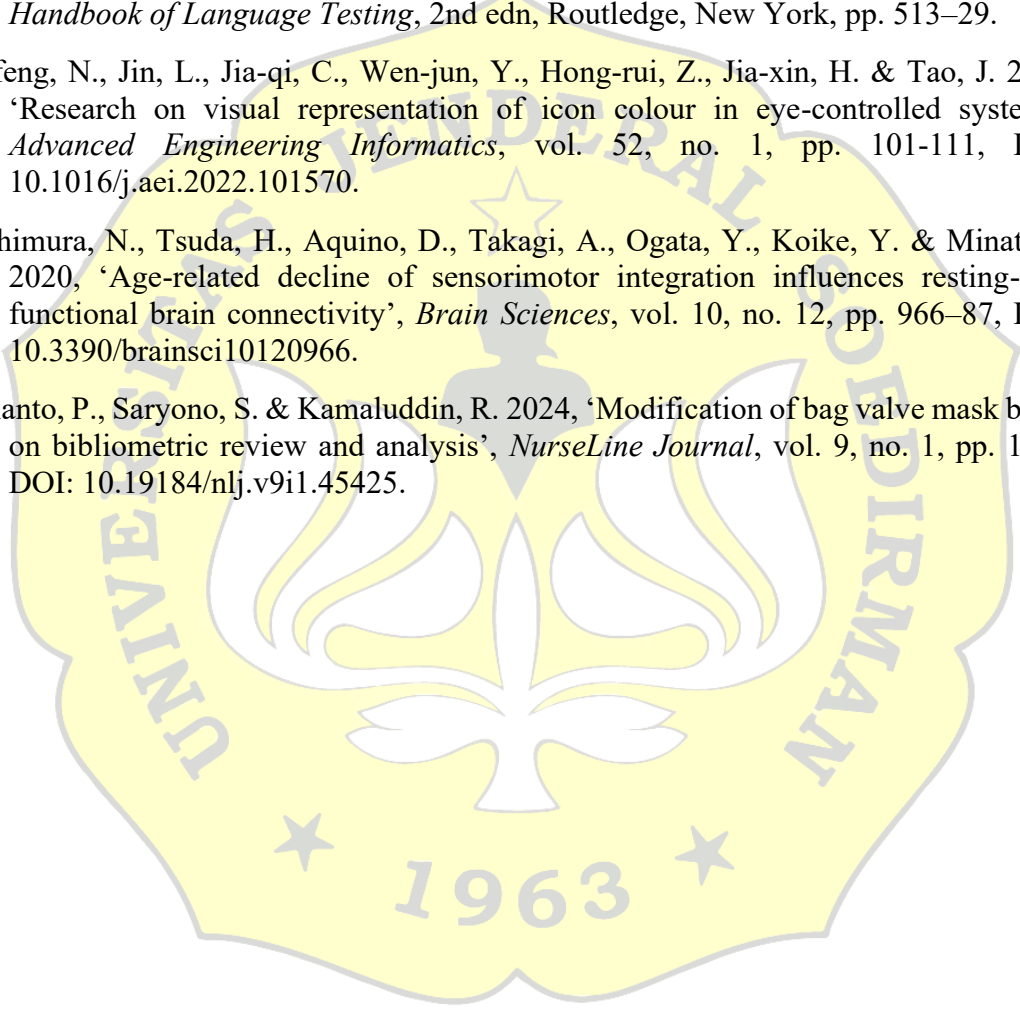 Handbook of Language Testing, 2nd edn, Routledge, New York, pp. 513–29.
feng, N., Jin, L., Jia-qi, C., Wen-jun, Y., Hong-rui, Z., Jia-xin, H. & Tao, J. 2
‘Research on visual representation of icon colour in eye-controlled syste
Advanced Engineering Informatics, vol. 52, no. 1, pp. 101-111,
10.1016/j.aei.2022.101570.
himura, N., Tsuda, H., Aquino, D., Takagi, A., Ogata, Y., Koike, Y. & Minat
2020, ‘Age-related decline of sensorimotor integration influences resting-
functional brain connectivity’, Brain Sciences, vol. 10, no. 12, pp. 966–87,
10.3390/brainsci10120966.
anto, P., Saryono, S. & Kamaluddin, R. 2024, ‘Modification of bag valve mask b
on bibliometric review and analysis’, NurseLine Journal, vol. 9, no. 1, pp. 1
DOI: 10.19184/nlj.v9i1.45425.
UNIVERSITAS JENDERAL SOEDIRMAN
1963